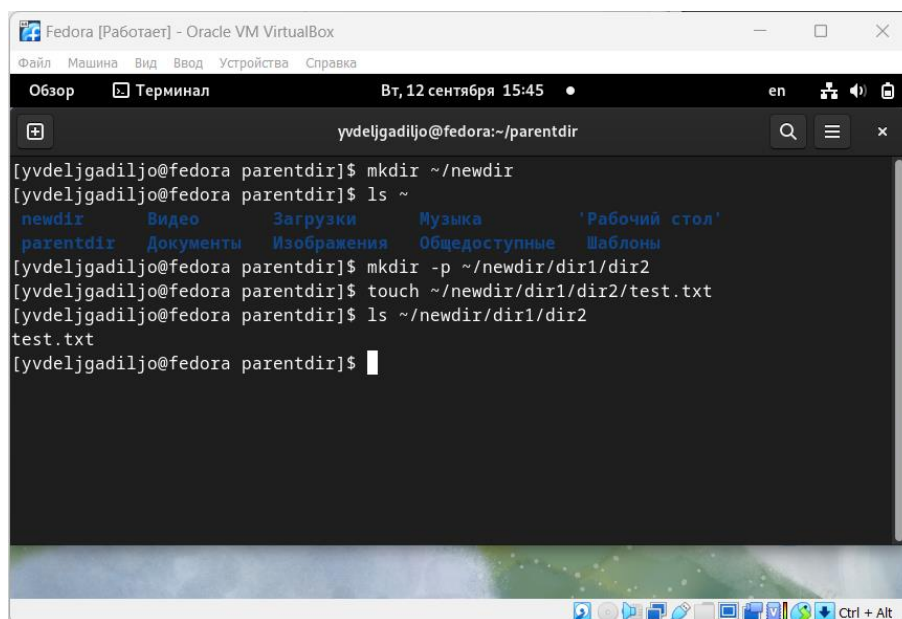 Fedora [Работает] - Oracle VM VirtualBox
Файл Машина Вид Ввод Устройства Справка
Обзор Терминал Вт, 12 сентября 15:45 en
yvdeljgadiljo@fedora:~/parentdir
[yvdeljgadiljo@fedora parentdir]$ mkdir ~/newdir
[yvdeljgadiljo@fedora parentdir]$ ls ~
newdir Видео Загрузки Музыка 'Рабочий стол'
parentdir Документы Изображения Общедоступные Шаблоны
[yvdeljgadiljo@fedora parentdir]$ mkdir -p ~/newdir/dir1/dir2
[yvdeljgadiljo@fedora parentdir]$ touch ~/newdir/dir1/dir2/test.txt
[yvdeljgadiljo@fedora parentdir]$ ls ~/newdir/dir1/dir2
test.txt
[yvdeljgadiljo@fedora parentdir]$
Ctrl + Alt